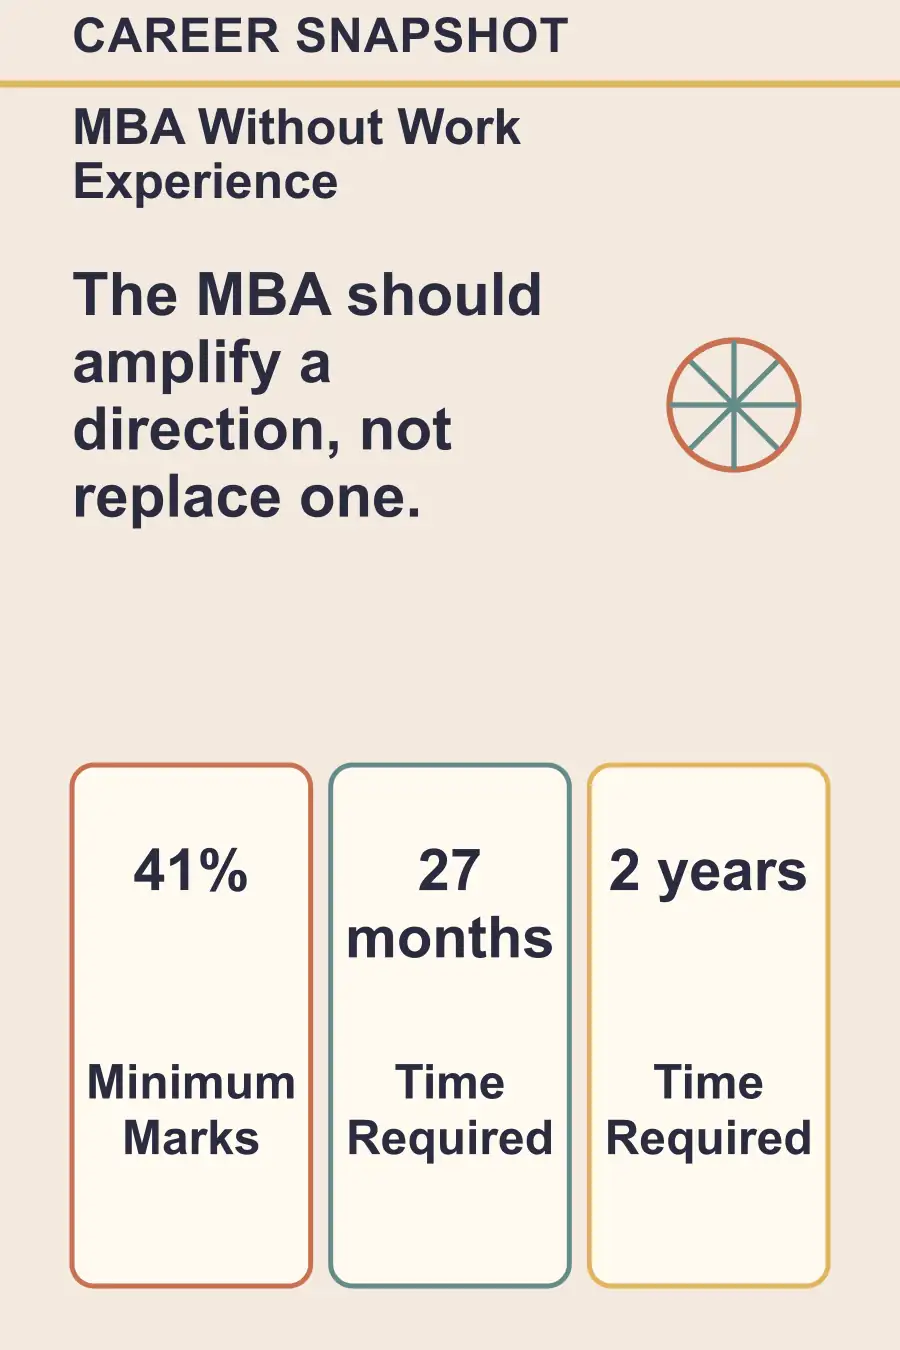 CAREER SNAPSHOT
MBA Without Work
Experience
The MBA should
amplify a
direction, not
replace one.
41%
Minimum
Marks
27
months
Time
Required
2 years
Time
Required